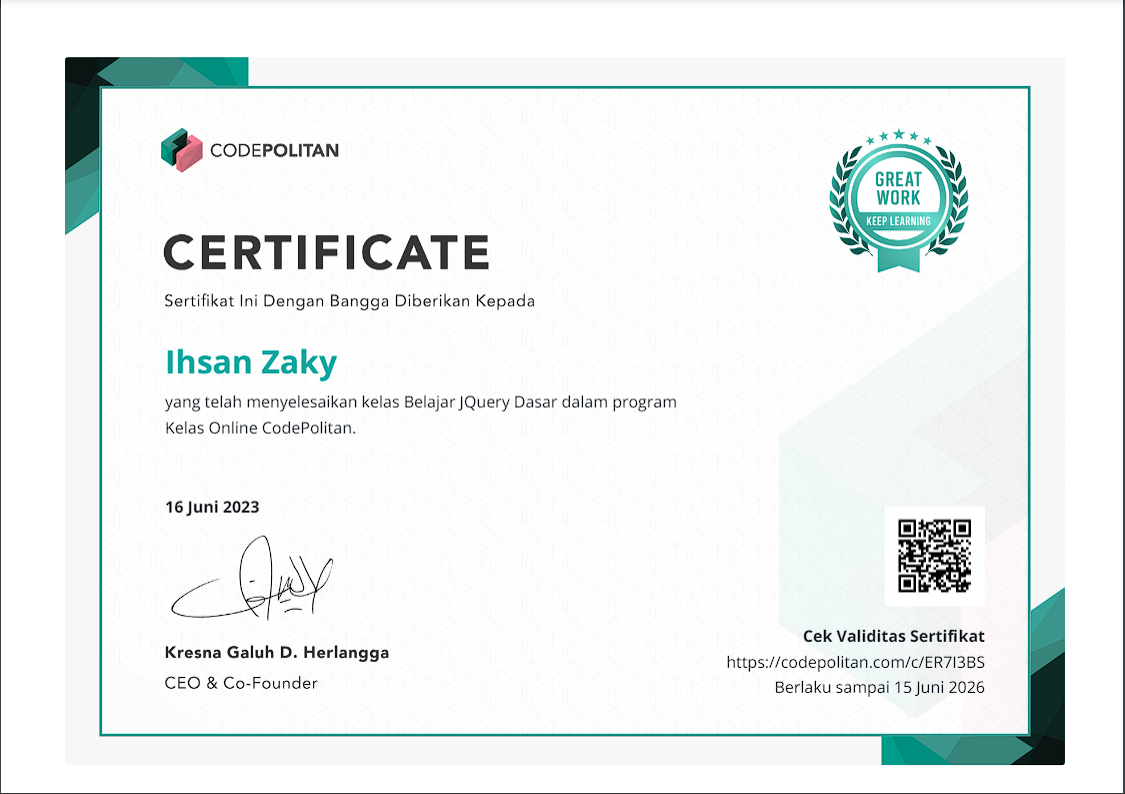 CODEPOLITAN
GREAT
WORK
KEEP LEARNING
CERTIFICATE
Sertifikat Ini Dengan Bangga Diberikan Kepada
Ihsan Zaky
yang telah menyelesaikan kelas Belajar JQuery Dasar dalam program
Kelas Online CodePolitan.
16 Juni 2023
Kresna Galuh D. Herlangga
CEO & Co-Founder
Cek Validitas Sertifikat
https://codepolitan.com/c/ER7I3BS
Berlaku sampai 15 Juni 2026